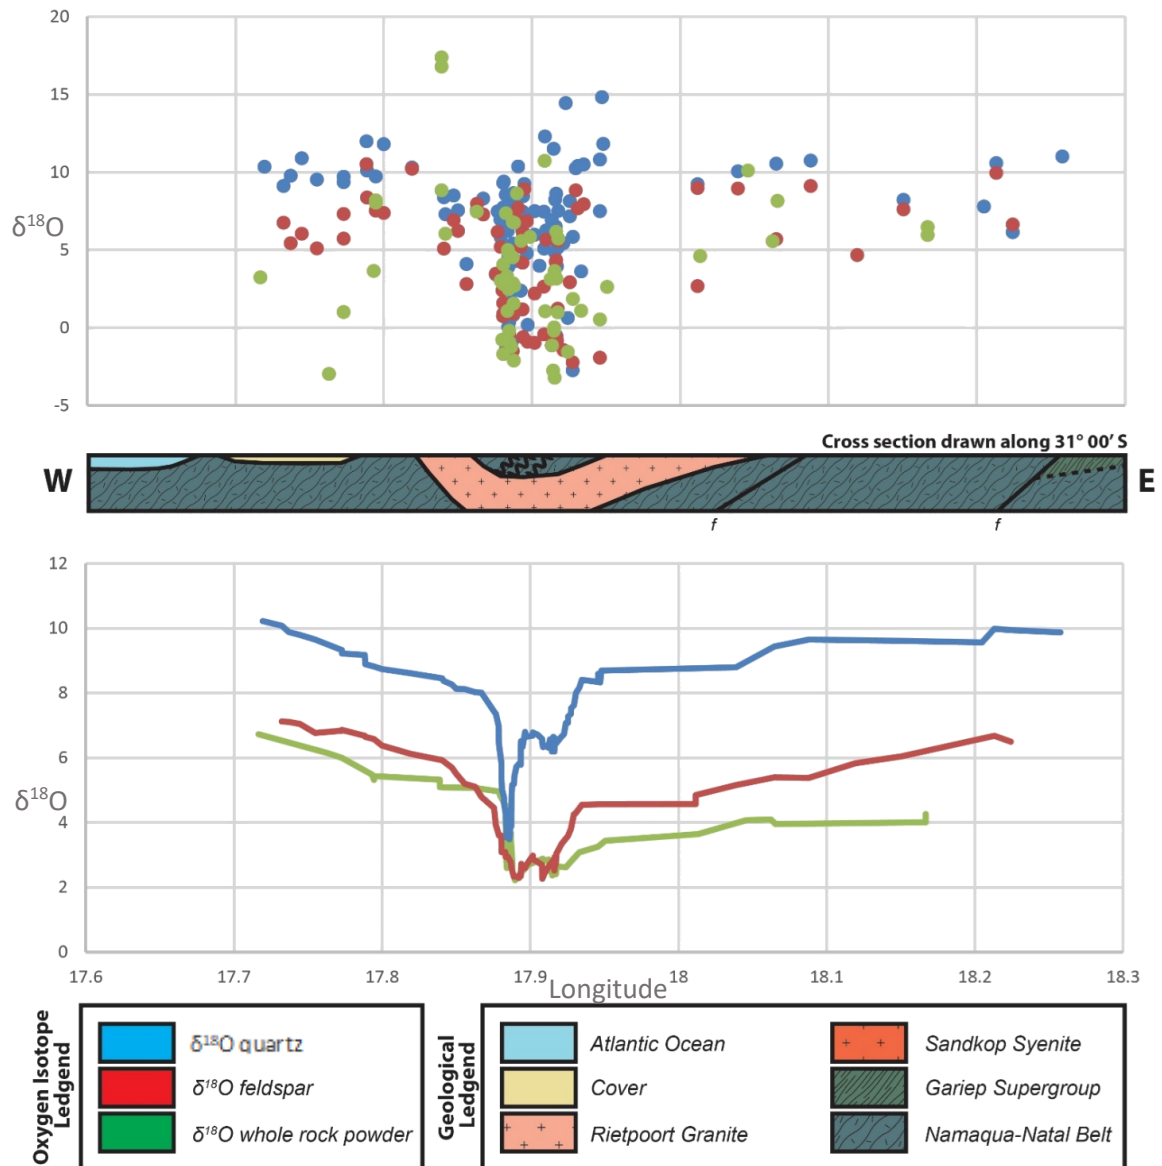 20
15
10
δ18O
5
0
-5
Cross section drawn along 31° 00′ S
W
E
f
f
12
10
8
6
δ18O
4
2
0
17.6 17.7 17.8 17.9 18 18.1 18.2 18.3
Longitude
Oxygen Isotope Ledgend
δ18O quartz
δ18O feldspar
δ18O whole rock powder
Geological Ledgend
Atlantic Ocean
Cover
Rietpoort Granite
Sandkop Syenite
Gariep Supergroup
Namaqua-Natal Belt